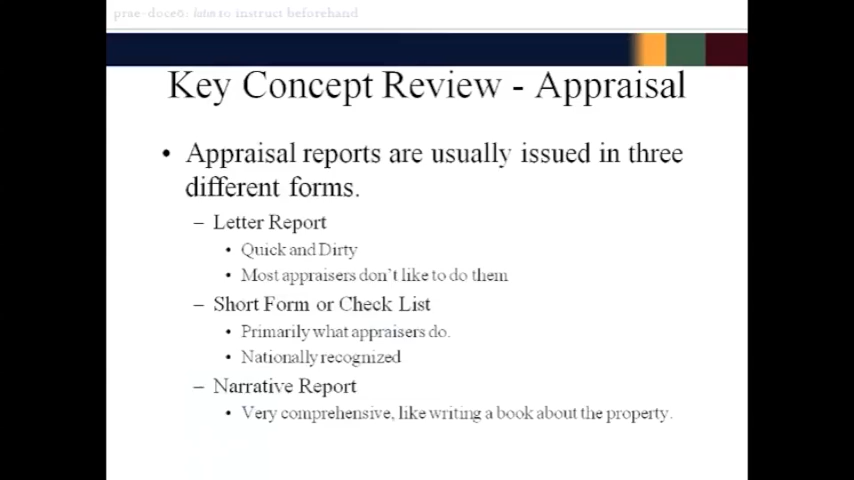 prae-doceō: latin to instruct beforehand
Key Concept Review - Appraisal
• Appraisal reports are usually issued in three
different forms.
– Letter Report
• Quick and Dirty
• Most appraisers don't like to do them
– Short Form or Check List
• Primarily what appraisers do.
• Nationally recognized
– Narrative Report
• Very comprehensive, like writing a book about the property.